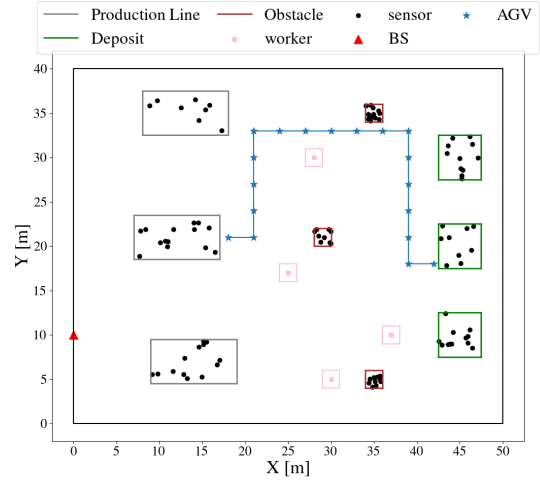 Production Line Obstacle sensor AGV
Deposit worker BS
40
35
30
25
20
15
10
5
0
Y [m]
0 5 10 15 20 25 30 35 40 45 50
X [m]